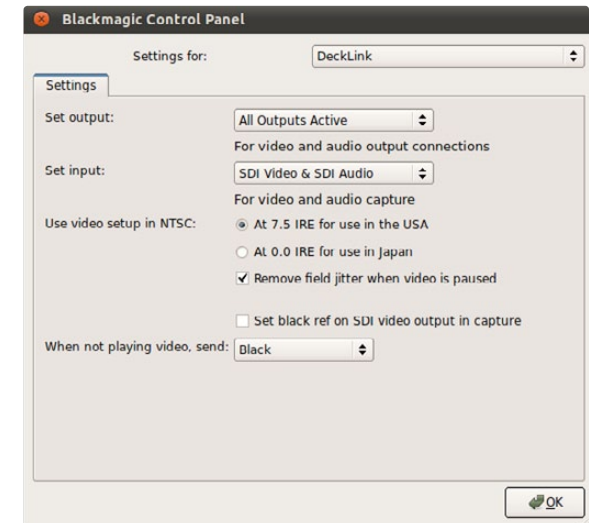 Blackmagic Control Panel
Settings for: DeckLink
Settings
Set output: All Outputs Active
For video and audio output connections
Set input: SDI Video & SDI Audio
For video and audio capture
Use video setup in NTSC: At 7.5 IRE for use in the USA
At 0.0 IRE for use in Japan
Remove field jitter when video is paused
Set black ref on SDI video output in capture
When not playing video, send: Black
OK